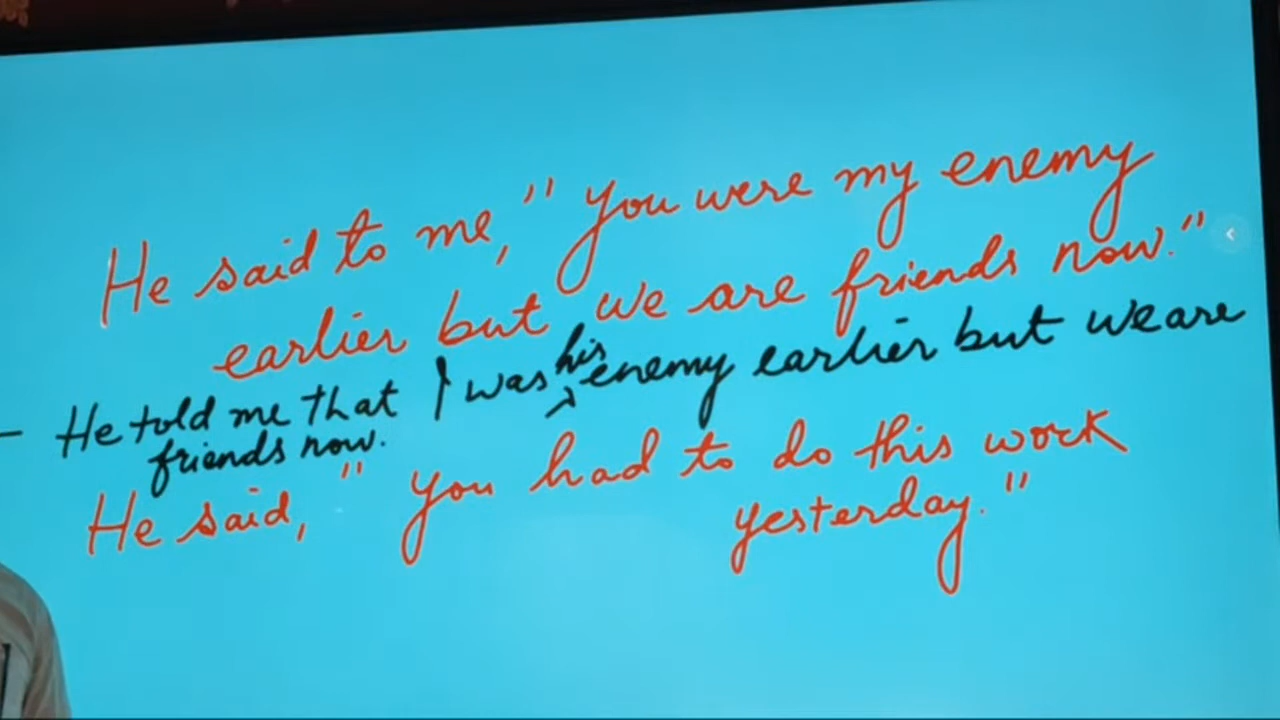 He said to me, "You were my enemy
earlier but we are friends now."
- He told me that I was his enemy earlier but we are
friends now.
He said, "You had to do this work
yesterday."